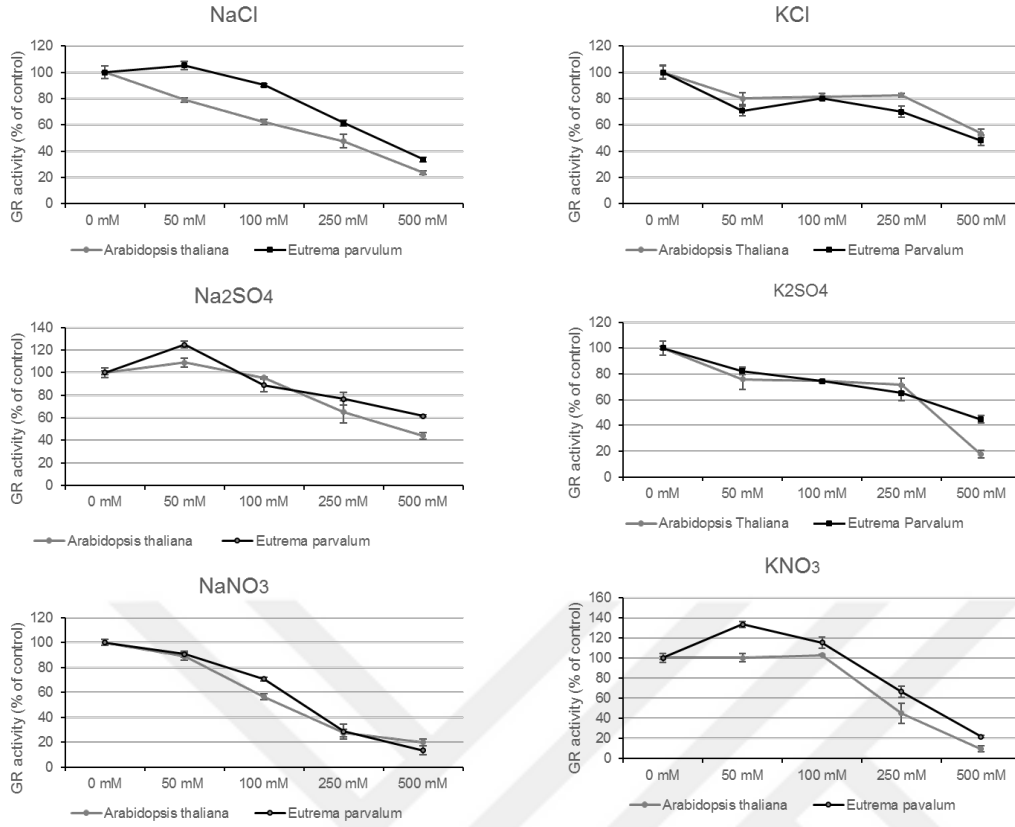 NaCl
GR activity (% of control)
120
100
80
60
40
20
0
0 mM 50 mM 100 mM 250 mM 500 mM
Arabidopsis thaliana Eutrema parvulum
KCl
GR activity (% of control)
120
100
80
60
40
20
0
0 mM 50 mM 100 mM 250 mM 500 mM
Arabidopsis Thaliana Eutrema Parvalum
Na2SO4
GR activity (% of control)
140
120
100
80
60
40
20
0
0 mM 50 mM 100 mM 250 mM 500 mM
Arabidopsis thaliana Eutrema parvalum
K2SO4
GR activity (% of control)
120
100
80
60
40
20
0
0 mM 50 mM 100 mM 250 mM 500 mM
Arabidopsis Thaliana Eutrema Parvalum
NaNO3
GR activity (% of control)
120
100
80
60
40
20
0
0 mM 50 mM 100 mM 250 mM 500 mM
Arabidopsis thaliana Eutrema parvalum
KNO3
GR activity (% of control)
160
140
120
100
80
60
40
20
0
0 mM 50 mM 100 mM 250 mM 500 mM
Arabidopsis thaliana Eutrema pavalum